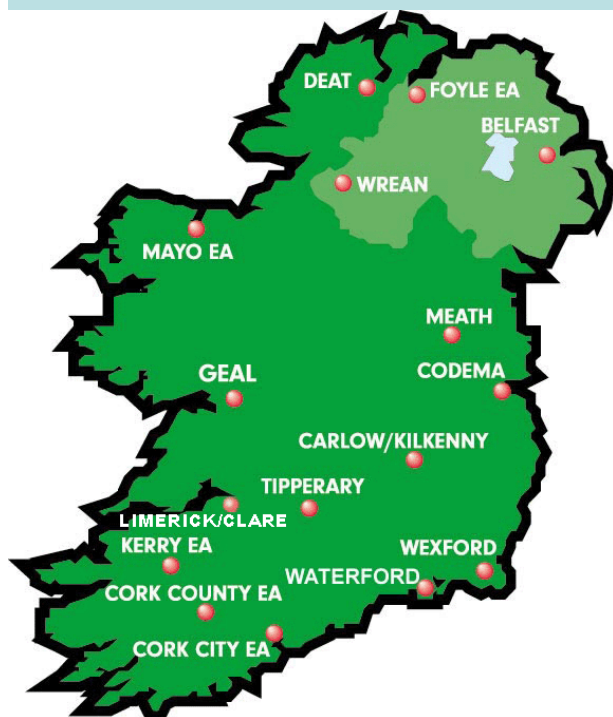 DEAT
FOYLE EA
BELFAST
WREAN
MAYO EA
MEATH
GEAL
CODEMA
CARLOW/KILKENNY
TIPPERARY
LIMERICK/CLARE
KERRY EA
WEXFORD
WATERFORD
CORK COUNTY EA
CORK CITY EA